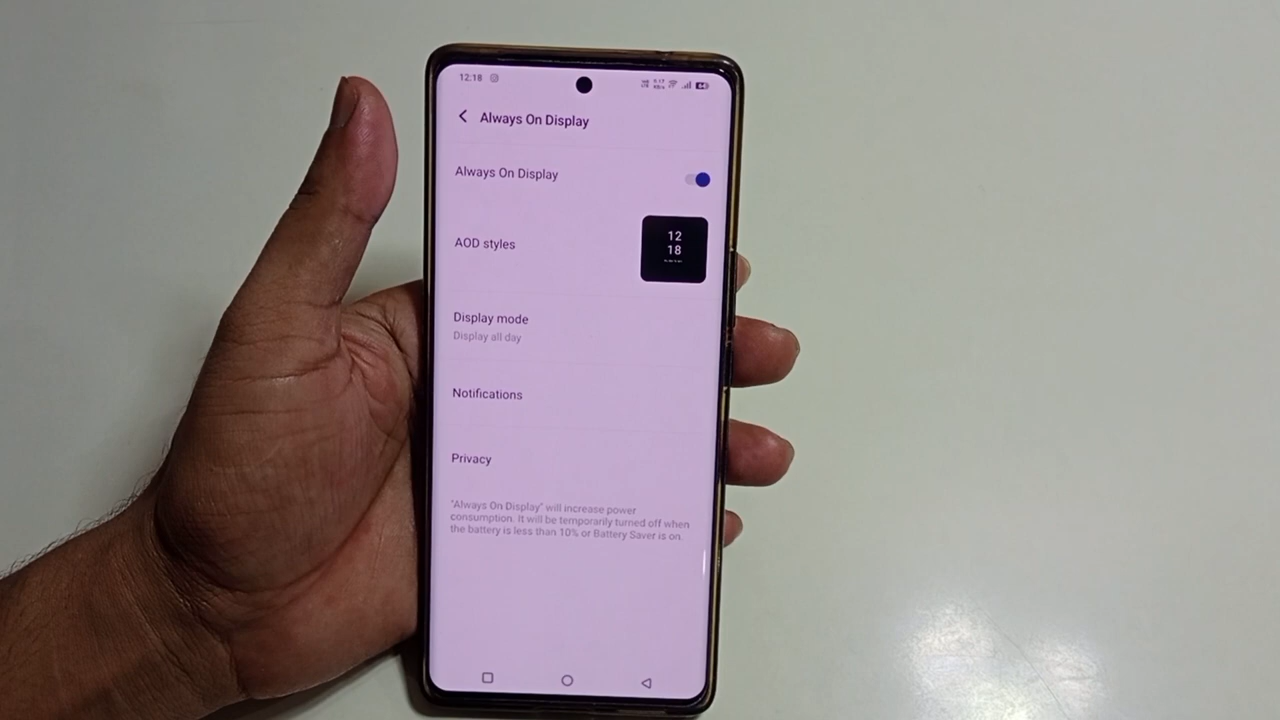 12:18
Always On Display
Always On Display
AOD styles
12
18
Display mode
Display all day
Notifications
Privacy
"Always On Display" will increase power
consumption. It will be temporarily turned off when
the battery is less than 10% or Battery Saver is on.